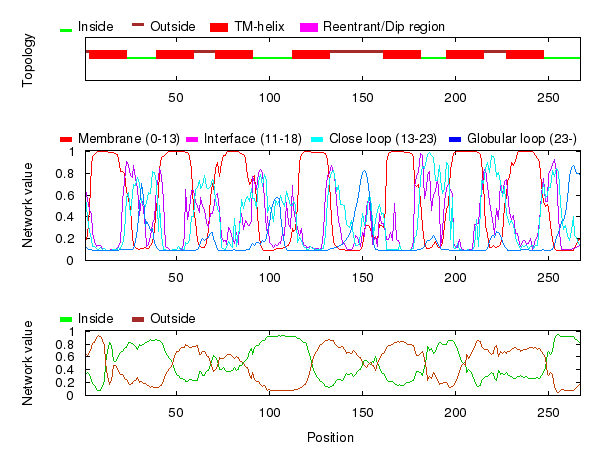 Inside Outside TM-helix Reentrant/Dip region
Topology
50 100 150 200 250
Membrane (0-13) Interface (11-18) Close loop (13-23) Globular loop (23-)
Network value
1
0.8
0.6
0.4
0.2
0
50 100 150 200 250
Inside Outside
Network value
1
0.8
0.6
0.4
0.2
0
50 100 150 200 250
Position